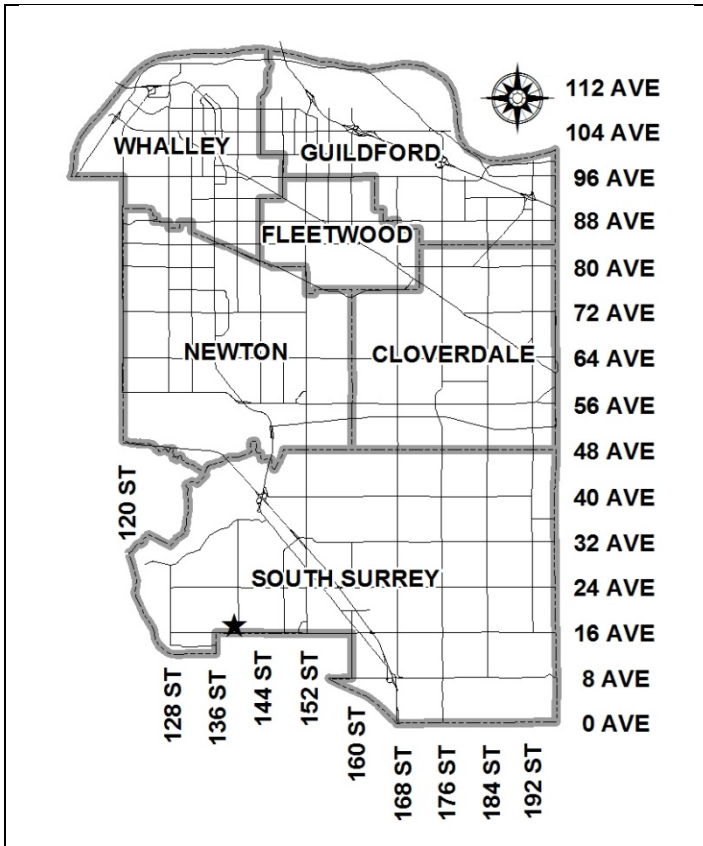 112 AVE
104 AVE
WHALLEY
GUILDFORD
96 AVE
88 AVE
FLEETWOOD
80 AVE
72 AVE
NEWTON
CLOVERDALE
64 AVE
56 AVE
48 AVE
120 ST
40 AVE
32 AVE
SOUTH SURREY
24 AVE
16 AVE
128 ST
136 ST
144 ST
152 ST
8 AVE
160 ST
0 AVE
168 ST
176 ST
184 ST
192 ST